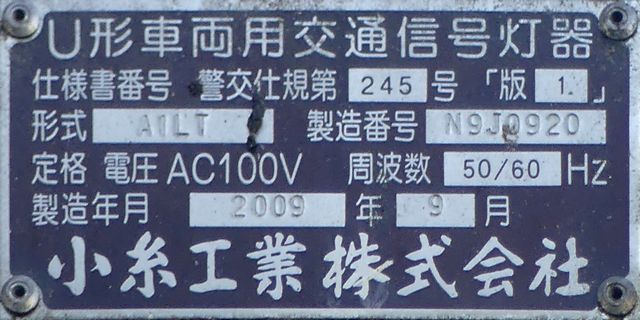 U形車両用交通信号灯器
仕様書番号 警交仕規第 245 号 「版 1.」
形式 A1LT 製造番号 N9J0920
定格 電圧 AC100V 周波数 50/60 Hz
製造年月 2009 年 9 月
小糸工業株式会社